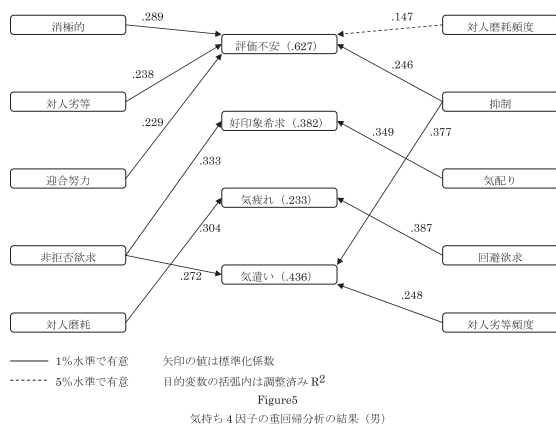 消極的
.289
.147
対人磨耗頻度
評価不安（.627）
.238
.246
対人劣等
抑制
.229
好印象希求（.382）
.377
.349
.333
迎合努力
気配り
気疲れ（.233）
.304
.387
非拒否欲求
回避欲求
.272
気遣い（.436）
.248
対人磨耗
対人劣等頻度
1%水準で有意　矢印の値は標準化係数
5%水準で有意　目的変数の括弧内は調整済み R²
Figure5
気持ち 4 因子の重回帰分析の結果（男）